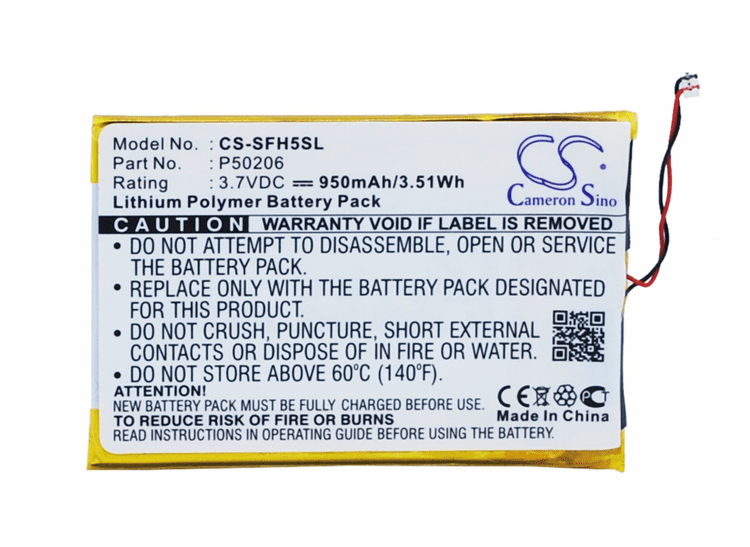 Model No. : CS-SFH5SL
Part No. : P50206
Rating : 3.7VDC ⎓ 950mAh/3.51Wh
Lithium Polymer Battery Pack
CS
Cameron Sino
CAUTION WARRANTY VOID IF LABEL IS REMOVED
• DO NOT ATTEMPT TO DISASSEMBLE, OPEN OR SERVICE
THE BATTERY PACK.
• REPLACE ONLY WITH THE BATTERY PACK DESIGNATED
FOR THIS PRODUCT.
• DO NOT CRUSH, PUNCTURE, SHORT EXTERNAL
CONTACTS OR DISPOSE OF IN FIRE OR WATER.
• DO NOT STORE ABOVE 60°C (140°F).
ATTENTION!
NEW BATTERY PACK MUST BE FULLY CHARGED BEFORE USE
TO REDUCE RISK OF FIRE OR BURNS
READ INSTRUCTIONS IN OPERATING GUIDE BEFORE USING BATTERY
CE
Made In China